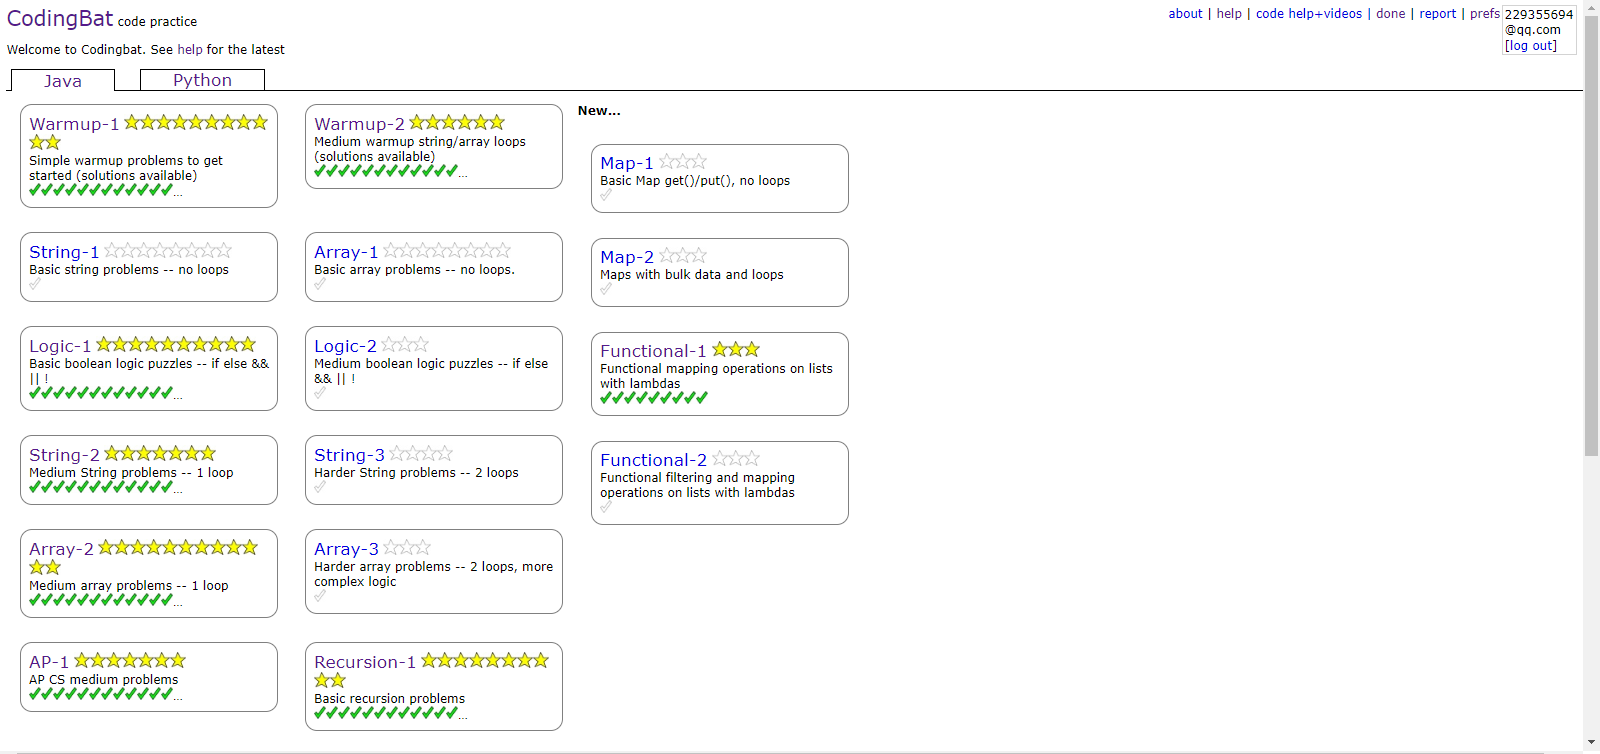 CodingBat code practice
about | help | code help+videos | done | report | prefs
229355694
@qq.com
[log out]
Welcome to Codingbat. See help for the latest
Java
Python
Warmup-1
Simple warmup problems to get
started (solutions available)
...
Warmup-2
Medium warmup string/array loops
(solutions available)
...
String-1
Basic string problems -- no loops
Array-1
Basic array problems -- no loops.
Logic-1
Basic boolean logic puzzles -- if else &&
|| !
...
Logic-2
Medium boolean logic puzzles -- if else
&& || !
String-2
Medium String problems -- 1 loop
...
String-3
Harder String problems -- 2 loops
Array-2
Medium array problems -- 1 loop
...
Array-3
Harder array problems -- 2 loops, more
complex logic
AP-1
AP CS medium problems
...
Recursion-1
Basic recursion problems
...
New...
Map-1
Basic Map get()/put(), no loops
Map-2
Maps with bulk data and loops
Functional-1
Functional mapping operations on lists
with lambdas
Functional-2
Functional filtering and mapping
operations on lists with lambdas